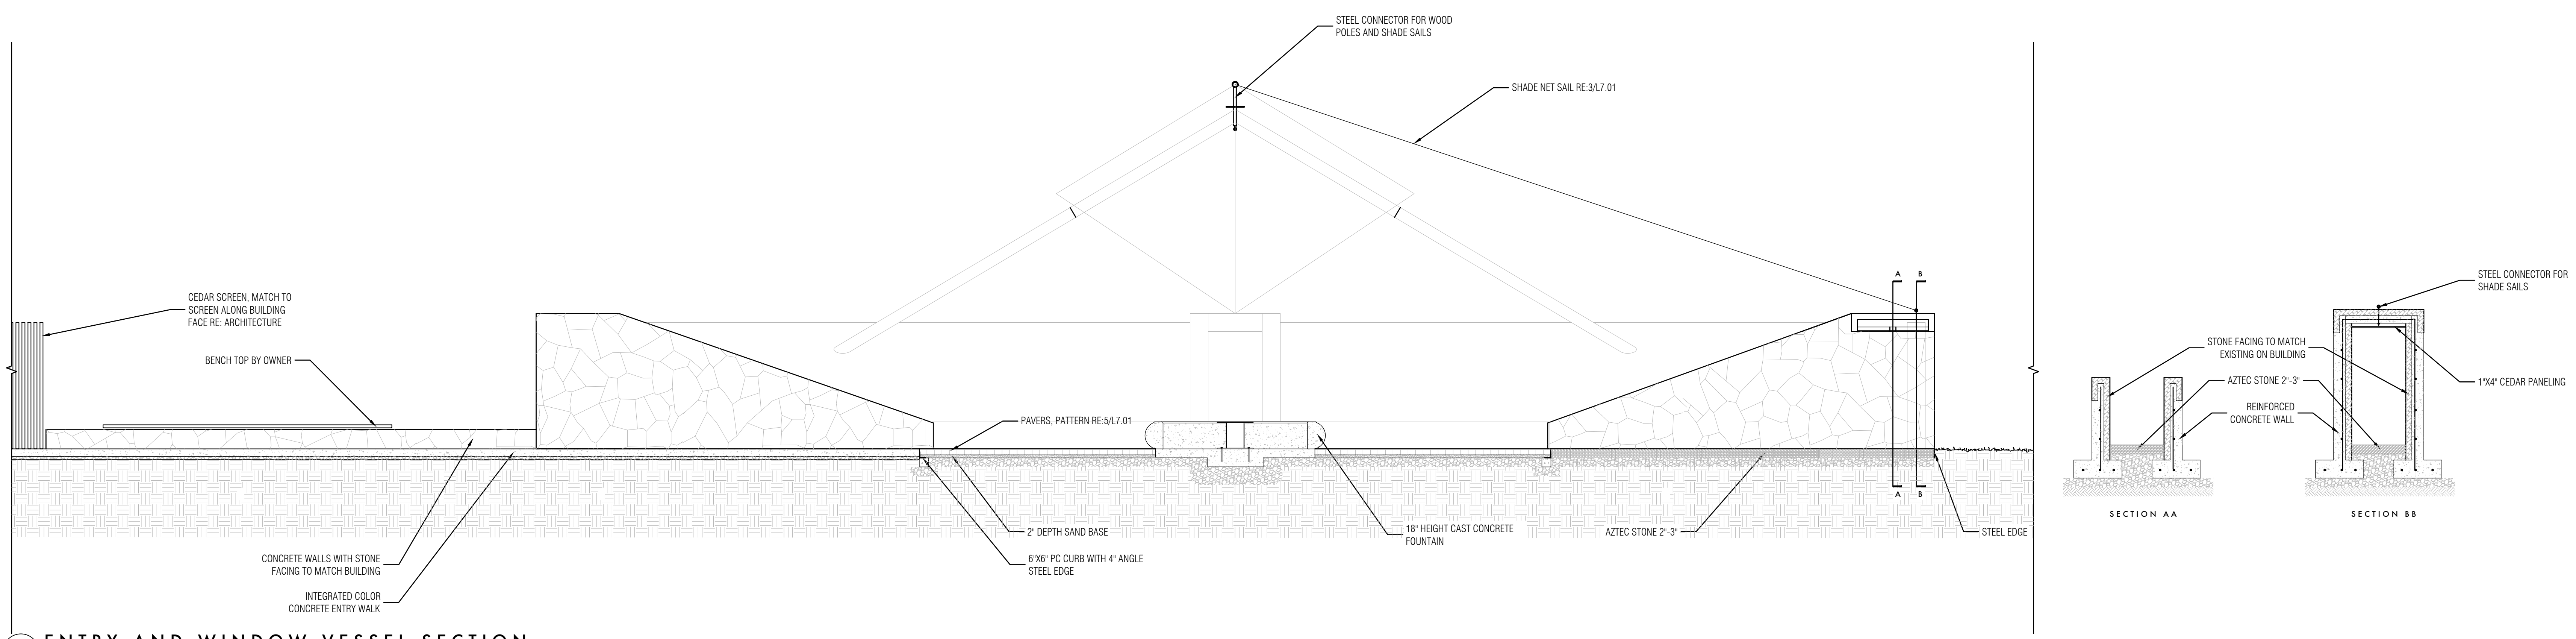 STEEL CONNECTOR FOR WOOD
POLES AND SHADE SAILS
SHADE NET SAIL RE:3/L7.01
CEDAR SCREEN, MATCH TO
SCREEN ALONG BUILDING
FACE RE: ARCHITECTURE
BENCH TOP BY OWNER
PAVERS, PATTERN RE:5/L7.01
A B
A B
2" DEPTH SAND BASE
6"X6" PC CURB WITH 4" ANGLE
STEEL EDGE
18" HEIGHT CAST CONCRETE
FOUNTAIN
AZTEC STONE 2"-3"
STEEL EDGE
CONCRETE WALLS WITH STONE
FACING TO MATCH BUILDING
INTEGRATED COLOR
CONCRETE ENTRY WALK
STEEL CONNECTOR FOR
SHADE SAILS
STONE FACING TO MATCH
EXISTING ON BUILDING
AZTEC STONE 2"-3"
1"X4" CEDAR PANELING
REINFORCED
CONCRETE WALL
SECTION AA
SECTION BB
ENTRY AND WINDOW VESSEL SECTION